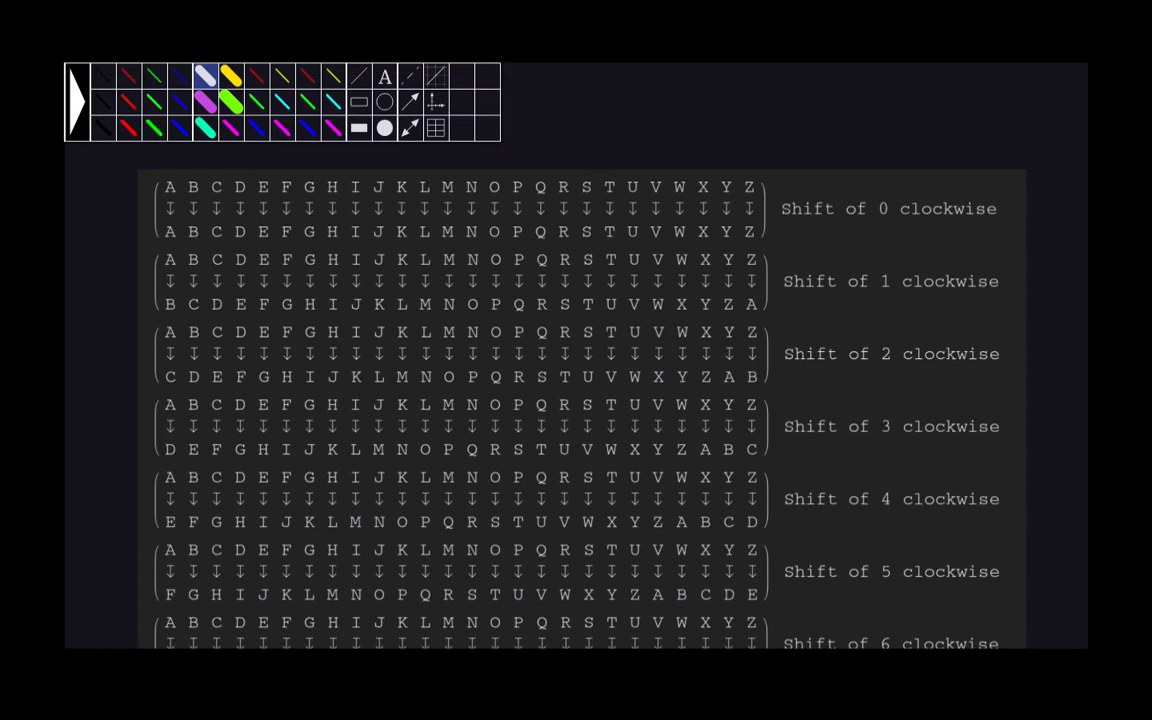 A
A B C D E F G H I J K L M N O P Q R S T U V W X Y Z
↧ ↧ ↧ ↧ ↧ ↧ ↧ ↧ ↧ ↧ ↧ ↧ ↧ ↧ ↧ ↧ ↧ ↧ ↧ ↧ ↧ ↧ ↧ ↧ ↧ ↧ Shift of 0 clockwise
A B C D E F G H I J K L M N O P Q R S T U V W X Y Z
A B C D E F G H I J K L M N O P Q R S T U V W X Y Z
↧ ↧ ↧ ↧ ↧ ↧ ↧ ↧ ↧ ↧ ↧ ↧ ↧ ↧ ↧ ↧ ↧ ↧ ↧ ↧ ↧ ↧ ↧ ↧ ↧ ↧ Shift of 1 clockwise
B C D E F G H I J K L M N O P Q R S T U V W X Y Z A
A B C D E F G H I J K L M N O P Q R S T U V W X Y Z
↧ ↧ ↧ ↧ ↧ ↧ ↧ ↧ ↧ ↧ ↧ ↧ ↧ ↧ ↧ ↧ ↧ ↧ ↧ ↧ ↧ ↧ ↧ ↧ ↧ ↧ Shift of 2 clockwise
C D E F G H I J K L M N O P Q R S T U V W X Y Z A B
A B C D E F G H I J K L M N O P Q R S T U V W X Y Z
↧ ↧ ↧ ↧ ↧ ↧ ↧ ↧ ↧ ↧ ↧ ↧ ↧ ↧ ↧ ↧ ↧ ↧ ↧ ↧ ↧ ↧ ↧ ↧ ↧ ↧ Shift of 3 clockwise
D E F G H I J K L M N O P Q R S T U V W X Y Z A B C
A B C D E F G H I J K L M N O P Q R S T U V W X Y Z
↧ ↧ ↧ ↧ ↧ ↧ ↧ ↧ ↧ ↧ ↧ ↧ ↧ ↧ ↧ ↧ ↧ ↧ ↧ ↧ ↧ ↧ ↧ ↧ ↧ ↧ Shift of 4 clockwise
E F G H I J K L M N O P Q R S T U V W X Y Z A B C D
A B C D E F G H I J K L M N O P Q R S T U V W X Y Z
↧ ↧ ↧ ↧ ↧ ↧ ↧ ↧ ↧ ↧ ↧ ↧ ↧ ↧ ↧ ↧ ↧ ↧ ↧ ↧ ↧ ↧ ↧ ↧ ↧ ↧ Shift of 5 clockwise
F G H I J K L M N O P Q R S T U V W X Y Z A B C D E
A B C D E F G H I J K L M N O P Q R S T U V W X Y Z
↧ ↧ ↧ ↧ ↧ ↧ ↧ ↧ ↧ ↧ ↧ ↧ ↧ ↧ ↧ ↧ ↧ ↧ ↧ ↧ ↧ ↧ ↧ ↧ ↧ ↧ Shift of 6 clockwise